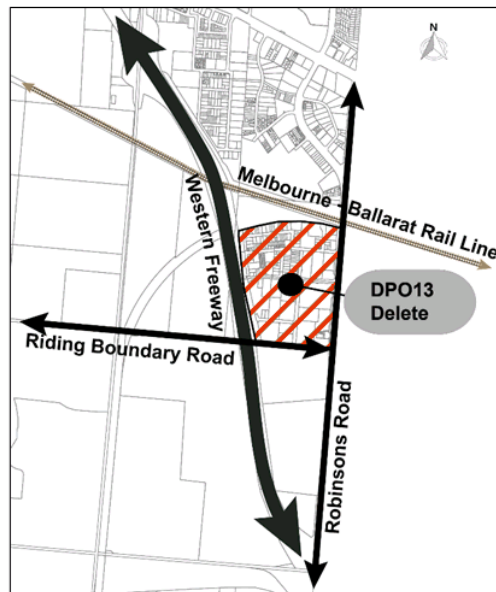 N
Melbourne - Ballarat Rail Line
Western Freeway
DPO13
Delete
Riding Boundary Road
Robinsons Road